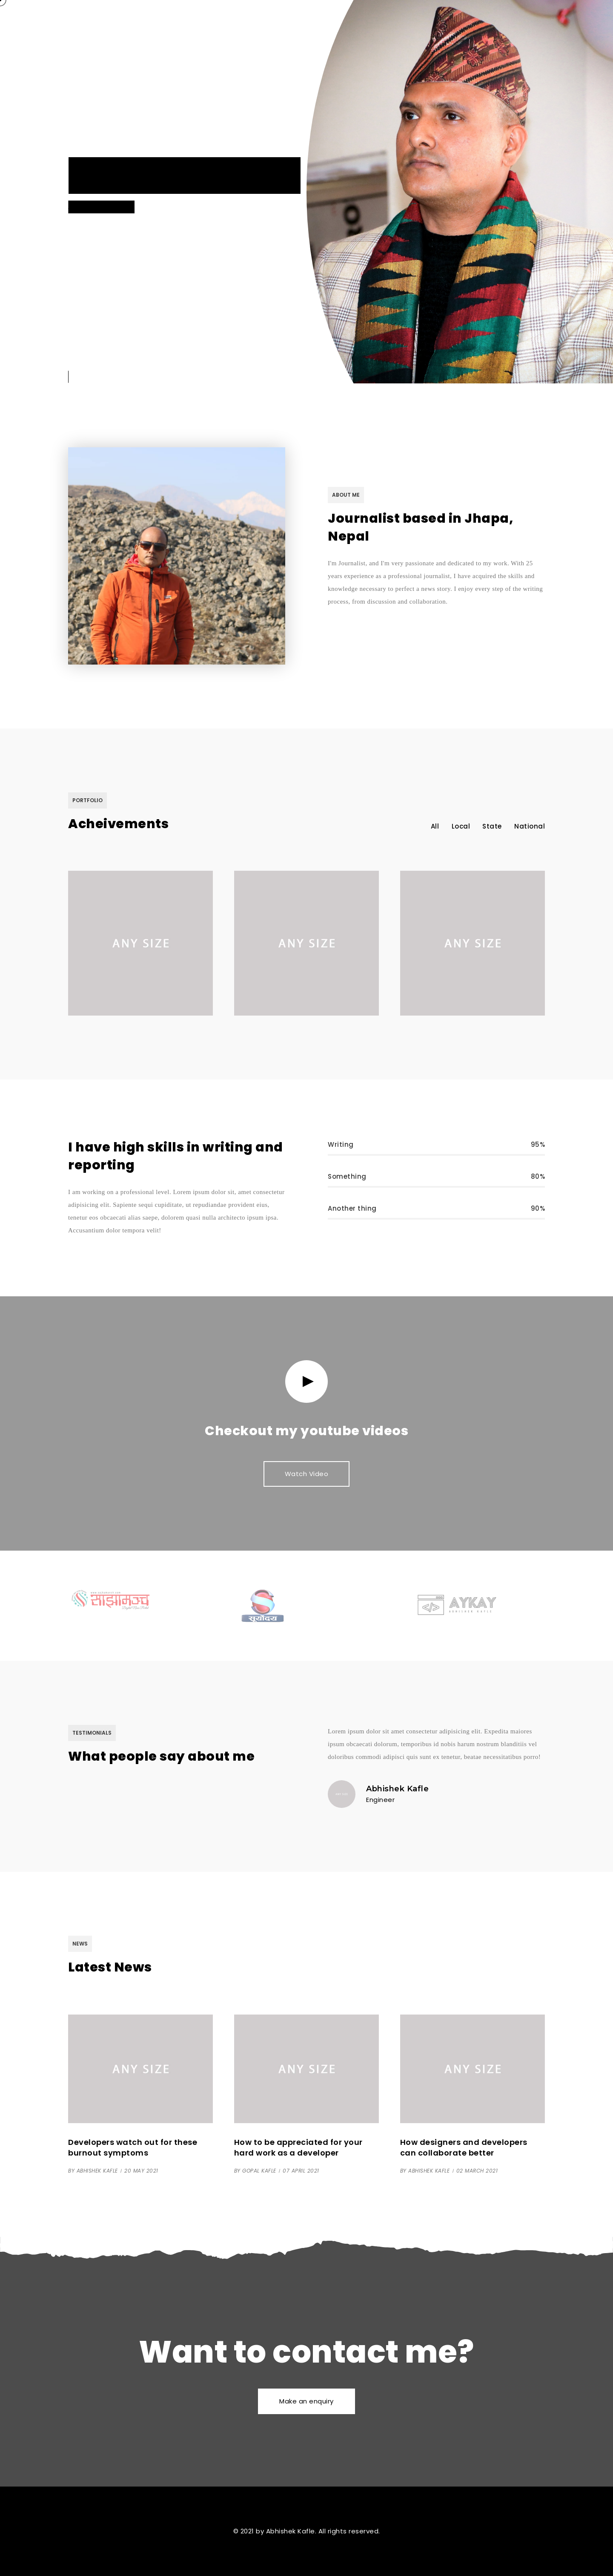 ABOUT ME
Journalist based in Jhapa,
Nepal
I'm Journalist, and I'm very passionate and dedicated to my work. With 25
years experience as a professional journalist, I have acquired the skills and
knowledge necessary to perfect a news story. I enjoy every step of the writing
process, from discussion and collaboration.
PORTFOLIO
Acheivements
All Local State National
ANY SIZE ANY SIZE ANY SIZE
I have high skills in writing and
reporting
I am working on a professional level. Lorem ipsum dolor sit, amet consectetur
adipisicing elit. Sapiente sequi cupiditate, ut repudiandae provident eius,
tenetur eos obcaecati alias saepe, dolorem quasi nulla architecto ipsum ipsa.
Accusantium dolor tempora velit!
Writing 95%
Something 80%
Another thing 90%
Checkout my youtube videos
Watch Video
साझामञ्च
सूर्योदय
AYKAY
ABHISHEK KAFLE
TESTIMONIALS
What people say about me
Lorem ipsum dolor sit amet consectetur adipisicing elit. Expedita maiores
ipsum obcaecati dolorum, temporibus id nobis harum nostrum blanditiis vel
doloribus commodi adipisci quis sunt ex tenetur, beatae necessitatibus porro!
Abhishek Kafle
Engineer
NEWS
Latest News
ANY SIZE ANY SIZE ANY SIZE
Developers watch out for these
burnout symptoms
BY ABHISHEK KAFLE | 20 MAY 2021
How to be appreciated for your
hard work as a developer
BY GOPAL KAFLE | 07 APRIL 2021
How designers and developers
can collaborate better
BY ABHISHEK KAFLE | 02 MARCH 2021
Want to contact me?
Make an enquiry
© 2021 by Abhishek Kafle. All rights reserved.